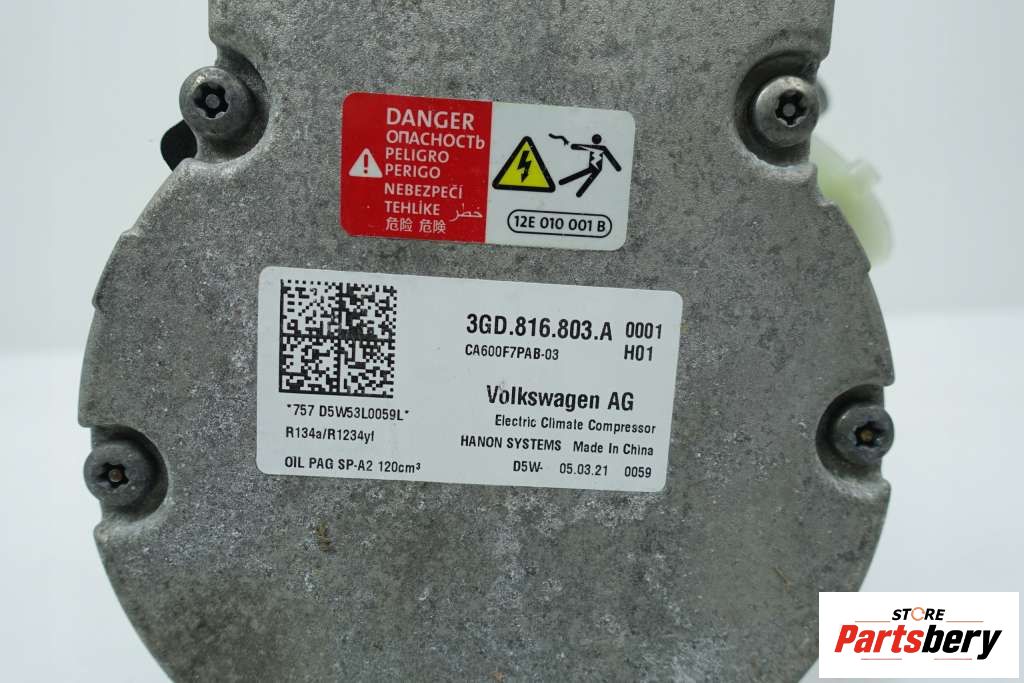 DANGER
ОПАСНОСТЬ
PELIGRO
PERIGO
NEBEZPEČÍ
TEHLİKE خطر
危险 危険
12E 010 001 B
3GD.816.803.A 0001
CA600F7PAB-03 H01
Volkswagen AG
*757 D5W53L0059L*
Electric Climate Compressor
R134a/R1234yf
HANON SYSTEMS Made In China
OIL PAG SP-A2 120cm³
D5W- 05.03.21 0059
STORE
Partsbery